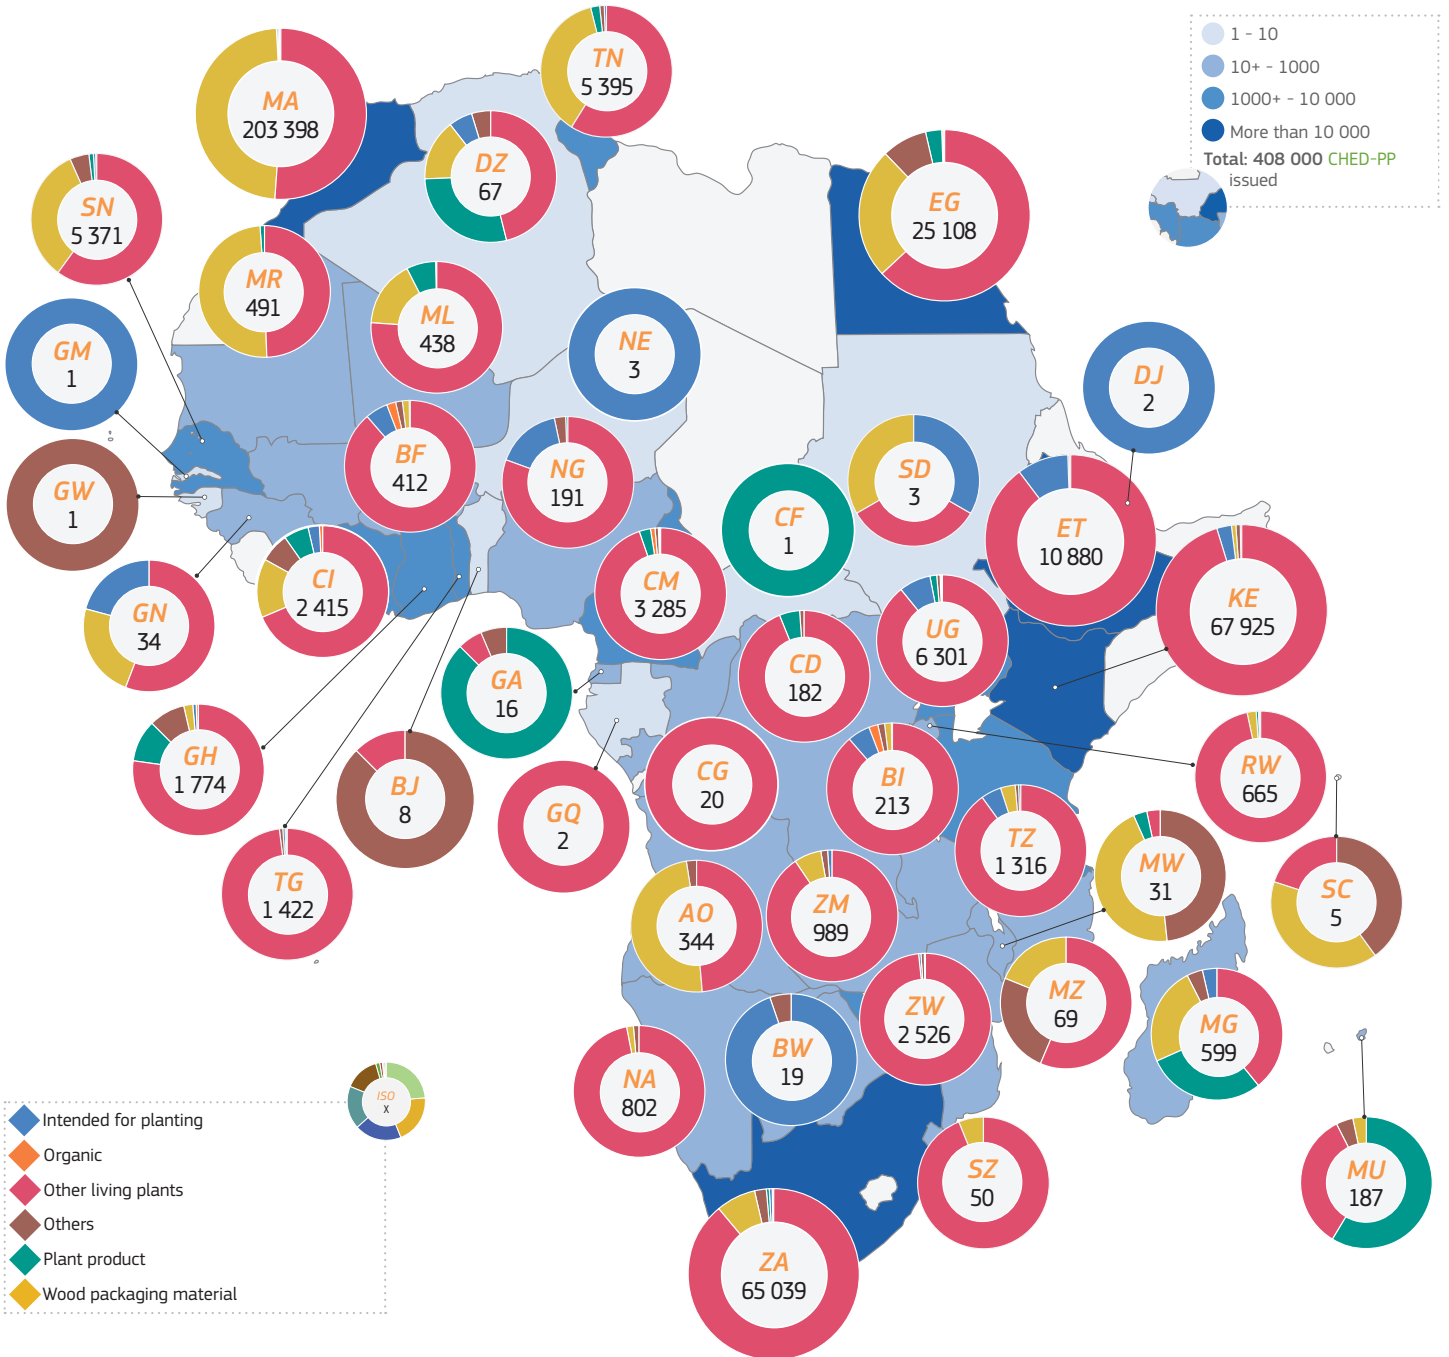 1 - 10
10+ - 1000
1000+ - 10 000
More than 10 000
Total: 408 000 CHED-PP
issued
TN
5 395
MA
203 398
DZ
67
SN
5 371
EG
25 108
MR
491
ML
438
NE
3
GM
1
DJ
2
BF
412
NG
191
SD
3
GW
1
CF
1
ET
10 880
CI
2 415
CM
3 285
KE
67 925
GN
34
UG
6 301
CD
182
GA
16
GH
1 774
BJ
8
CG
20
BI
213
RW
665
GQ
2
TZ
1 316
MW
31
TG
1 422
SC
5
AO
344
ZM
989
ZW
2 526
MZ
69
MG
599
BW
19
NA
802
SZ
50
MU
187
ZA
65 039
ISO
X
Intended for planting
Organic
Other living plants
Others
Plant product
Wood packaging material